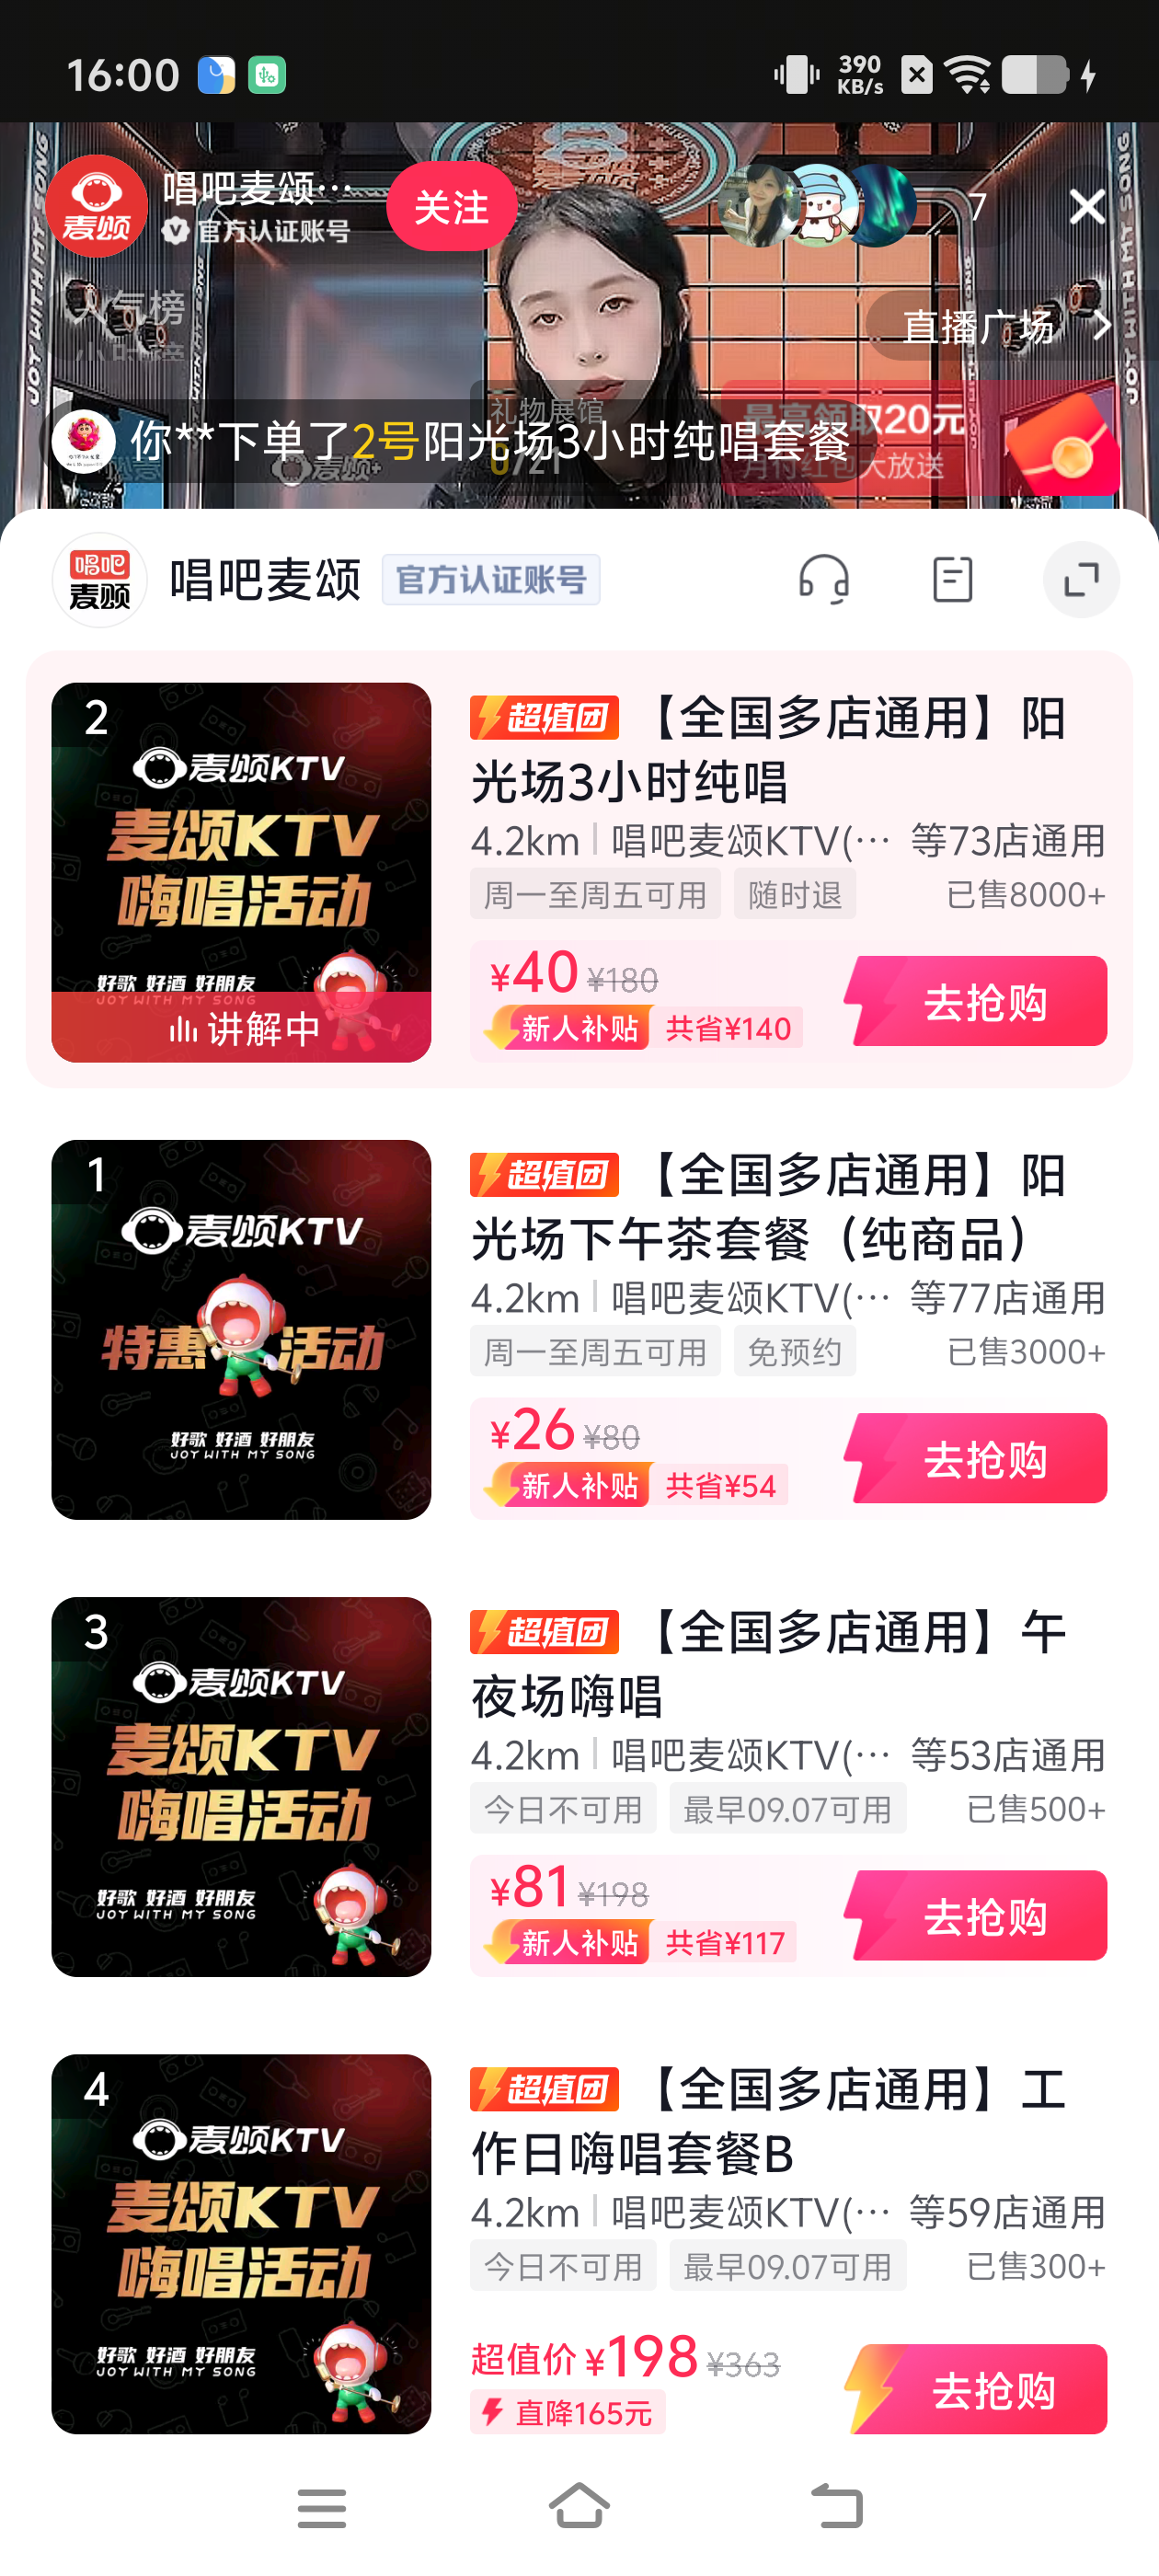 16:00
390
KB/s
唱吧麦颂…
官方认证账号
关注
7
麦颂
人气榜
小时榜
直播广场
JOY WITH MY SONG
JOY WITH MY SONG
礼物展馆
0/21
最高领取20元
月付红包大放送
你**下单了2号阳光场3小时纯唱套餐
唱吧
麦颂
唱吧麦颂
官方认证账号
2
麦颂KTV
麦颂KTV
嗨唱活动
好歌 好酒 好朋友
JOY WITH MY SONG
讲解中
超值团 【全国多店通用】阳
光场3小时纯唱
4.2km 唱吧麦颂KTV(… 等73店通用
周一至周五可用 随时退 已售8000+
¥40 ¥180
新人补贴 共省¥140
去抢购
1
麦颂KTV
特惠活动
好歌 好酒 好朋友
JOY WITH MY SONG
超值团 【全国多店通用】阳
光场下午茶套餐（纯商品）
4.2km 唱吧麦颂KTV(… 等77店通用
周一至周五可用 免预约 已售3000+
¥26 ¥80
新人补贴 共省¥54
去抢购
3
麦颂KTV
麦颂KTV
嗨唱活动
好歌 好酒 好朋友
JOY WITH MY SONG
超值团 【全国多店通用】午
夜场嗨唱
4.2km 唱吧麦颂KTV(… 等53店通用
今日不可用 最早09.07可用 已售500+
¥81 ¥198
新人补贴 共省¥117
去抢购
4
麦颂KTV
麦颂KTV
嗨唱活动
好歌 好酒 好朋友
JOY WITH MY SONG
超值团 【全国多店通用】工
作日嗨唱套餐B
4.2km 唱吧麦颂KTV(… 等59店通用
今日不可用 最早09.07可用 已售300+
超值价 ¥198 ¥363
直降165元
去抢购